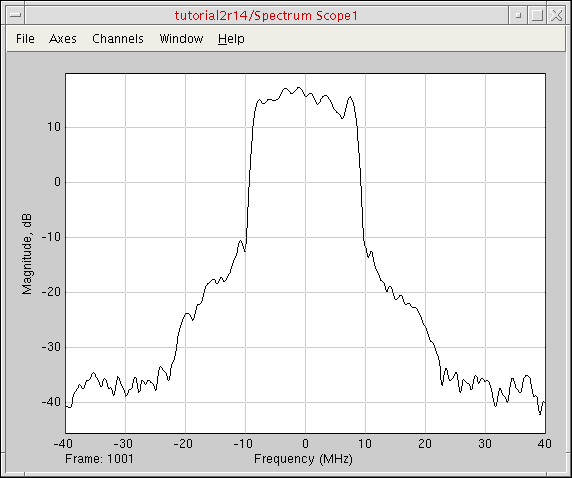 tutorial2r14/Spectrum Scope1
File Axes Channels Window Help
10
0
-10
-20
-30
-40
Magnitude, dB
-40 -30 -20 -10 0 10 20 30 40
Frame: 1001 Frequency (MHz)